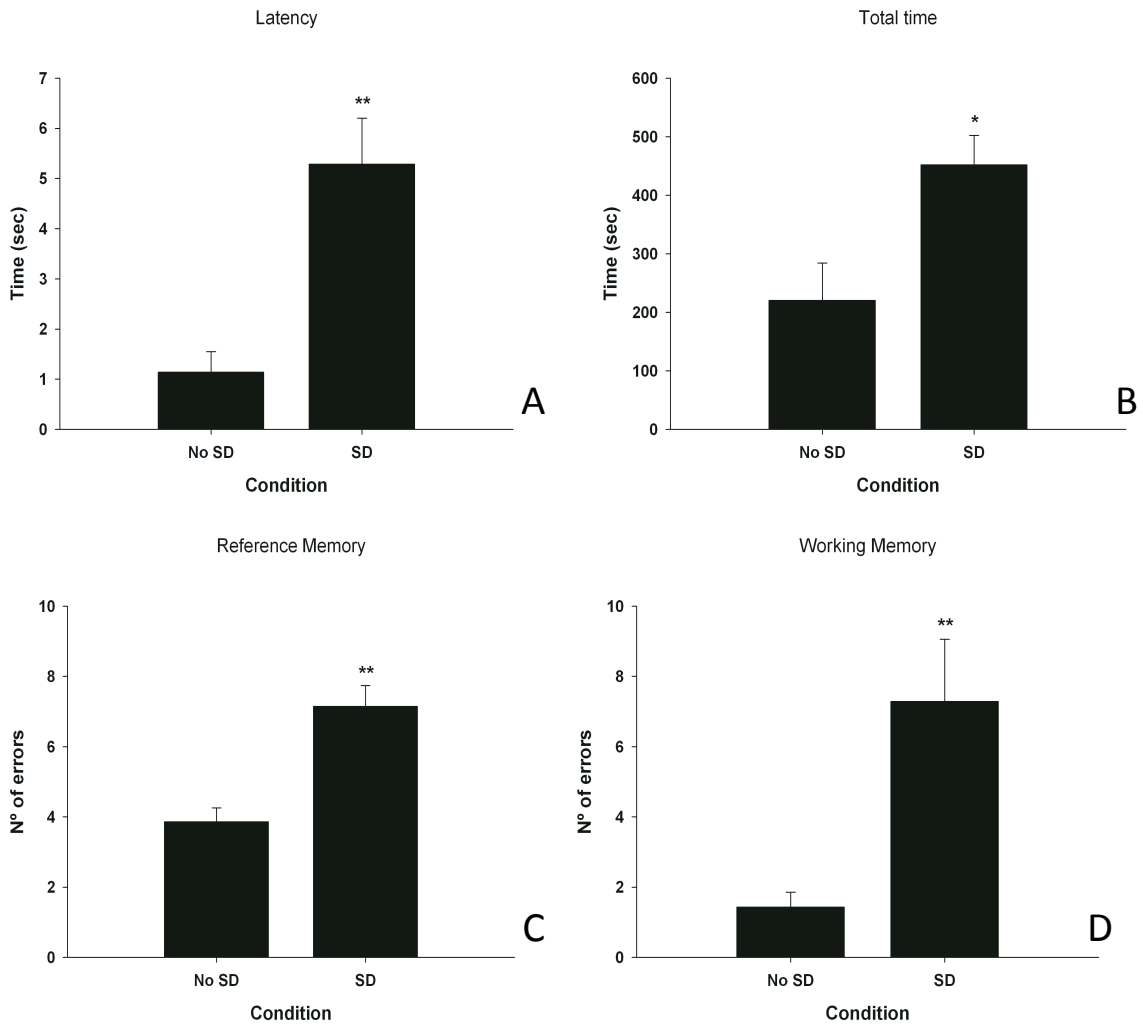 Latency
7
6
5
4
3
2
1
0
Time (sec)
**
No SD
SD
Condition
A
Total time
600
500
400
300
200
100
0
Time (sec)
*
No SD
SD
Condition
B
Reference Memory
10
8
6
4
2
0
Nº of errors
**
No SD
SD
Condition
C
Working Memory
10
8
6
4
2
0
Nº of errors
**
No SD
SD
Condition
D